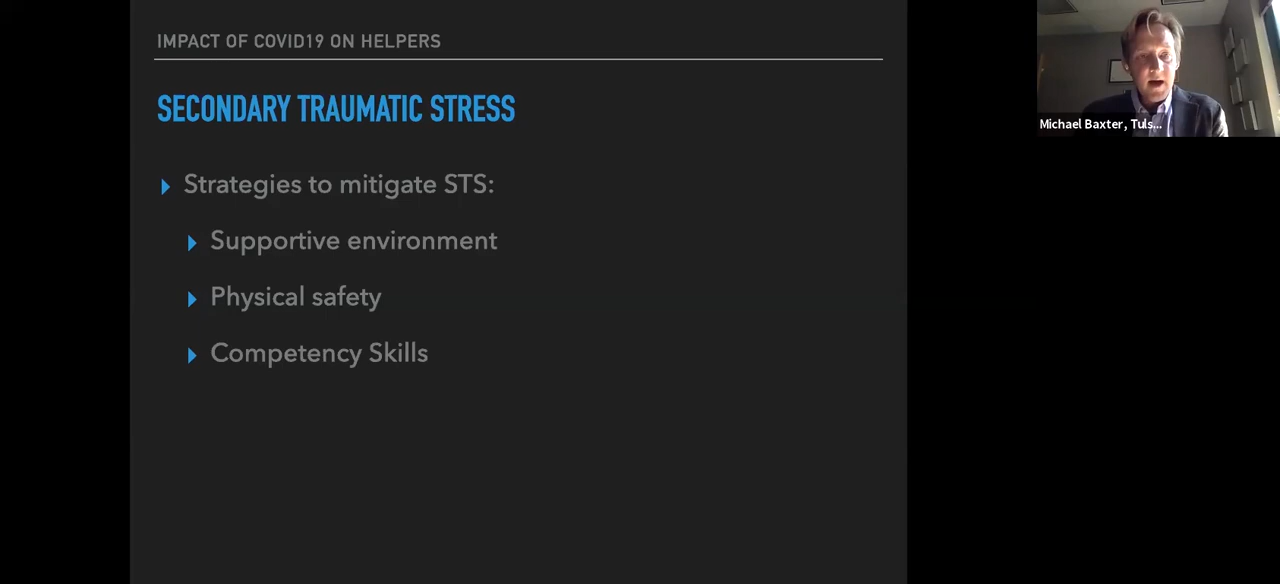 IMPACT OF COVID19 ON HELPERS
SECONDARY TRAUMATIC STRESS
Strategies to mitigate STS:
Supportive environment
Physical safety
Competency Skills
Michael Baxter, Tuls...